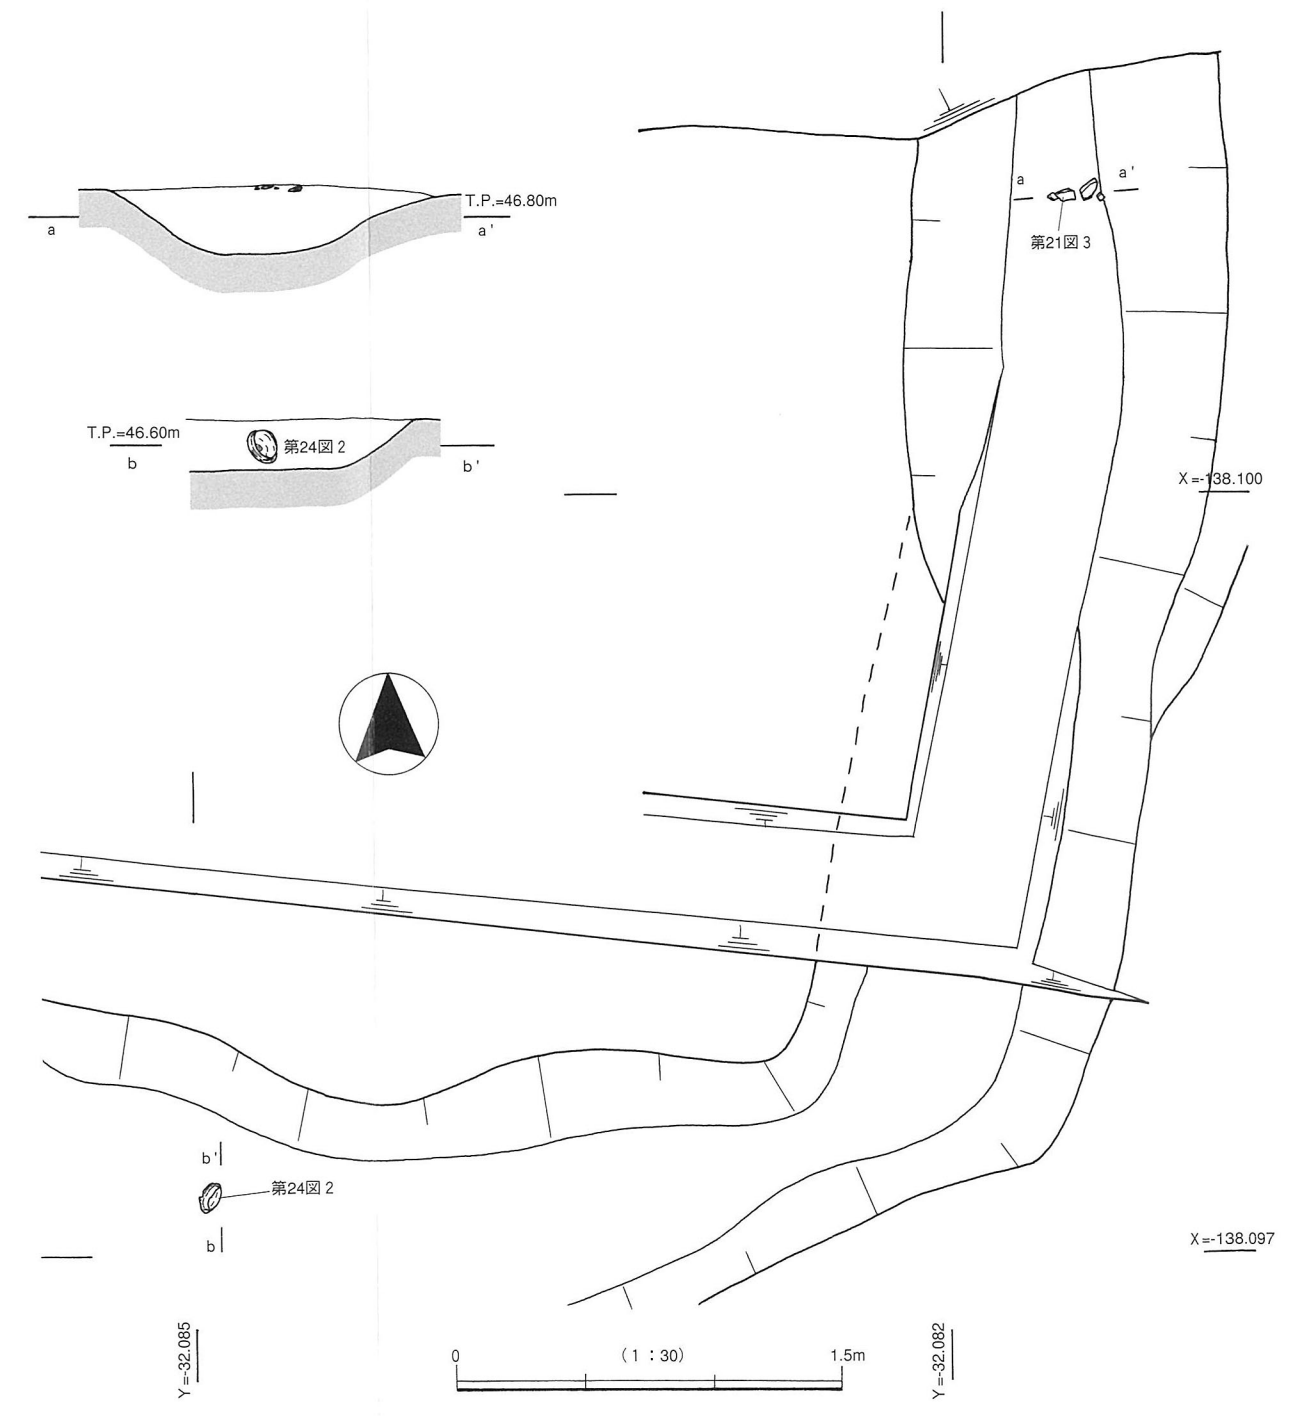 T.P.=46.80m
a
a'
a
a'
第21図3
T.P.=46.60m
第24図2
b
b'
X=-138.100
b'
第24図2
b
X=-138.097
Y=-32.085
0
(1:30)
1.5m
Y=-32.082